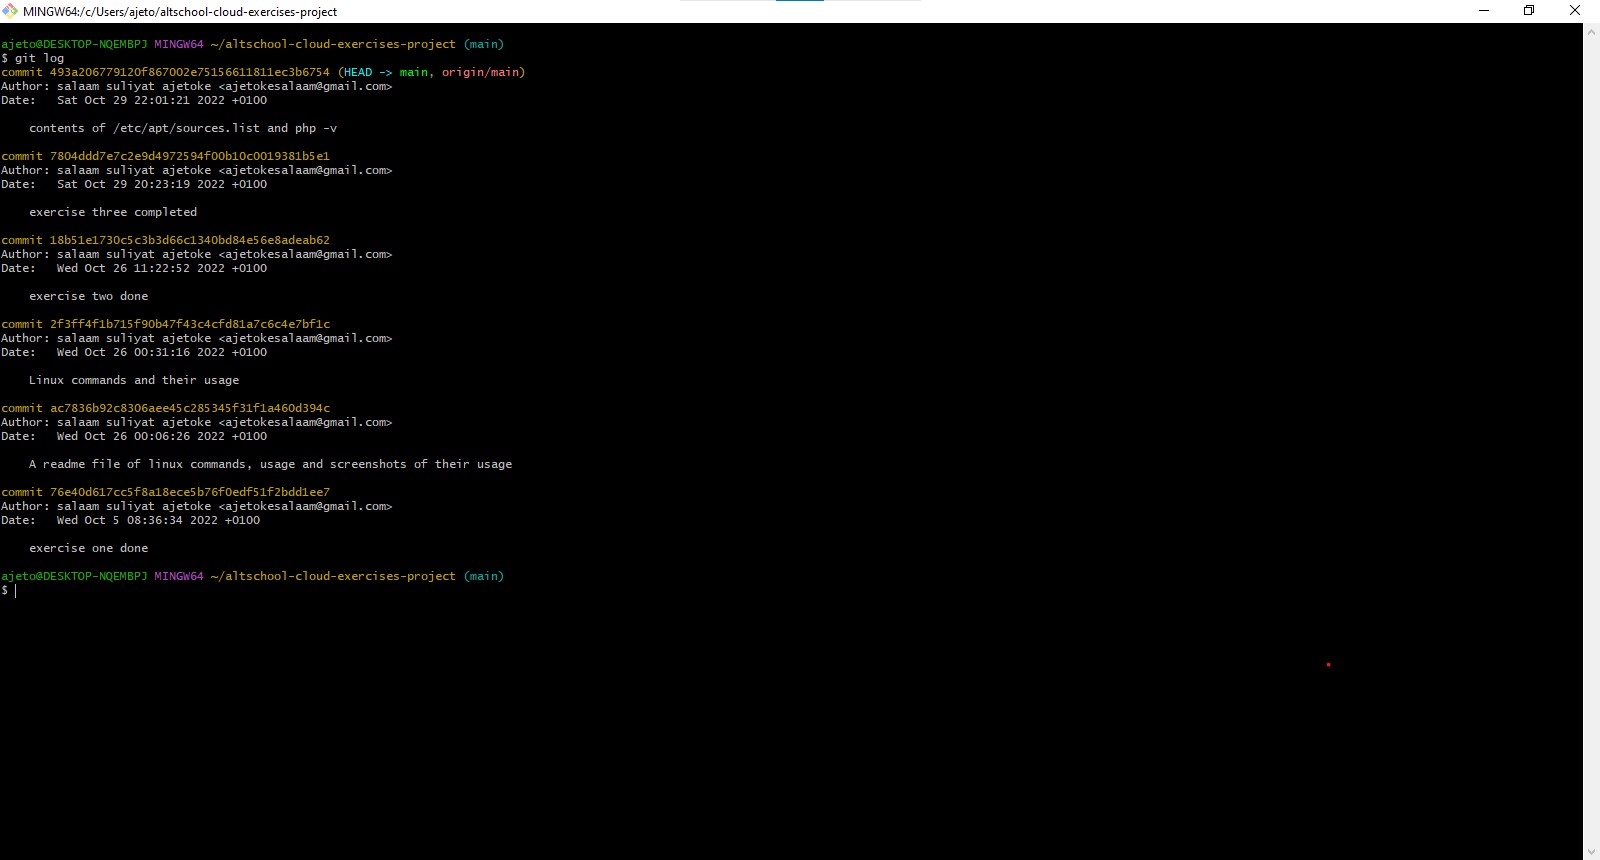 MINGW64:/c/Users/ajeto/altschool-cloud-exercises-project
ajeto@DESKTOP-NQEMBPJ MINGW64 ~/altschool-cloud-exercises-project (main)
$ git log
commit 493a206779120f867002e75156611811ec3b6754 (HEAD -> main, origin/main)
Author: salaam suliyat ajetoke <ajetokesalaam@gmail.com>
Date:   Sat Oct 29 22:01:21 2022 +0100
    contents of /etc/apt/sources.list and php -v
commit 7804ddd7e7c2e9d4972594f00b10c0019381b5e1
Author: salaam suliyat ajetoke <ajetokesalaam@gmail.com>
Date:   Sat Oct 29 20:23:19 2022 +0100
    exercise three completed
commit 18b51e1730c5c3b3d66c1340bd84e56e8adeab62
Author: salaam suliyat ajetoke <ajetokesalaam@gmail.com>
Date:   Wed Oct 26 11:22:52 2022 +0100
    exercise two done
commit 2f3ff4f1b715f90b47f43c4cfd81a7c6c4e7bf1c
Author: salaam suliyat ajetoke <ajetokesalaam@gmail.com>
Date:   Wed Oct 26 00:31:16 2022 +0100
    Linux commands and their usage
commit ac7836b92c8306aee45c285345f31f1a460d394c
Author: salaam suliyat ajetoke <ajetokesalaam@gmail.com>
Date:   Wed Oct 26 00:06:26 2022 +0100
    A readme file of linux commands, usage and screenshots of their usage
commit 76e40d617cc5f8a18ece5b76f0edf51f2bdd1ee7
Author: salaam suliyat ajetoke <ajetokesalaam@gmail.com>
Date:   Wed Oct 5 08:36:34 2022 +0100
    exercise one done
ajeto@DESKTOP-NQEMBPJ MINGW64 ~/altschool-cloud-exercises-project (main)
$